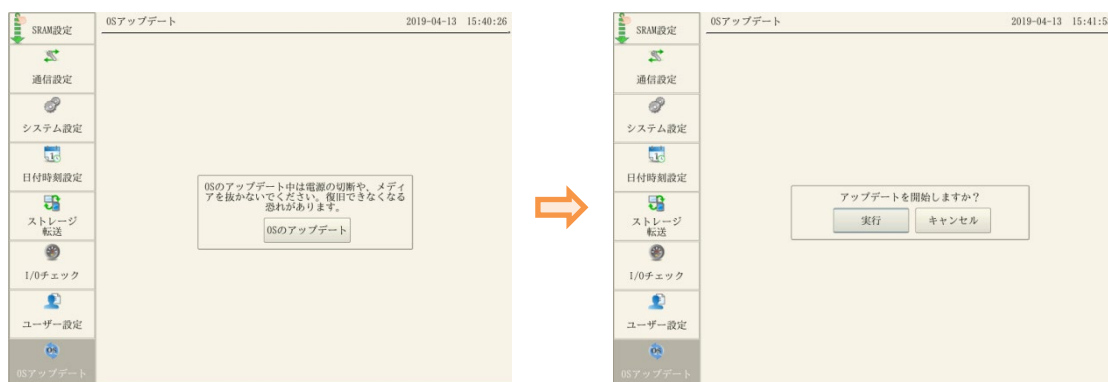 SRAM設定
通信設定
システム設定
日付時刻設定
ストレージ
転送
I/Oチェック
ユーザー設定
OSアップデート
OSアップデート
2019-04-13 15:40:26
OSのアップデート中は電源の切断や、メディ
アを抜かないでください。復旧できなくなる
恐れがあります。
OSのアップデート
SRAM設定
通信設定
システム設定
日付時刻設定
ストレージ
転送
I/Oチェック
ユーザー設定
OSアップデート
OSアップデート
2019-04-13
アップデートを開始しますか?
実行
キャンセル